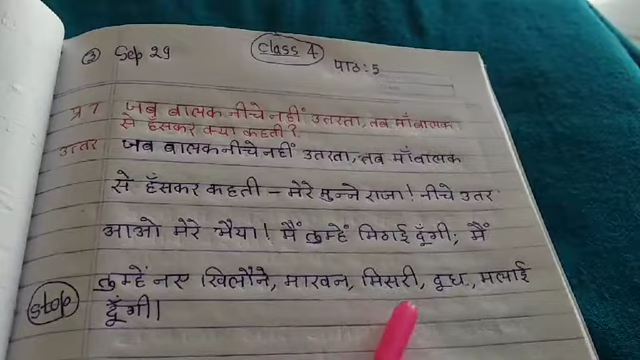 ③ Sep 29 Class 4 पाठ: 5
प्र 7 जब बालक नीचे नहीं उतरता, तब माँ बालक
से हँसकर क्या कहती?
उत्तर जब बालक नीचे नहीं उतरता, तब माँ बालक
से हँसकर कहती – मेरे मुन्ने राजा! नीचे उतर
आओ मेरे भैया! मैं तुम्हें मिठाई दूँगी; मैं
तुम्हें नए खिलौने, माखन, मिसरी, दूध, मलाई
stop दूँगी।